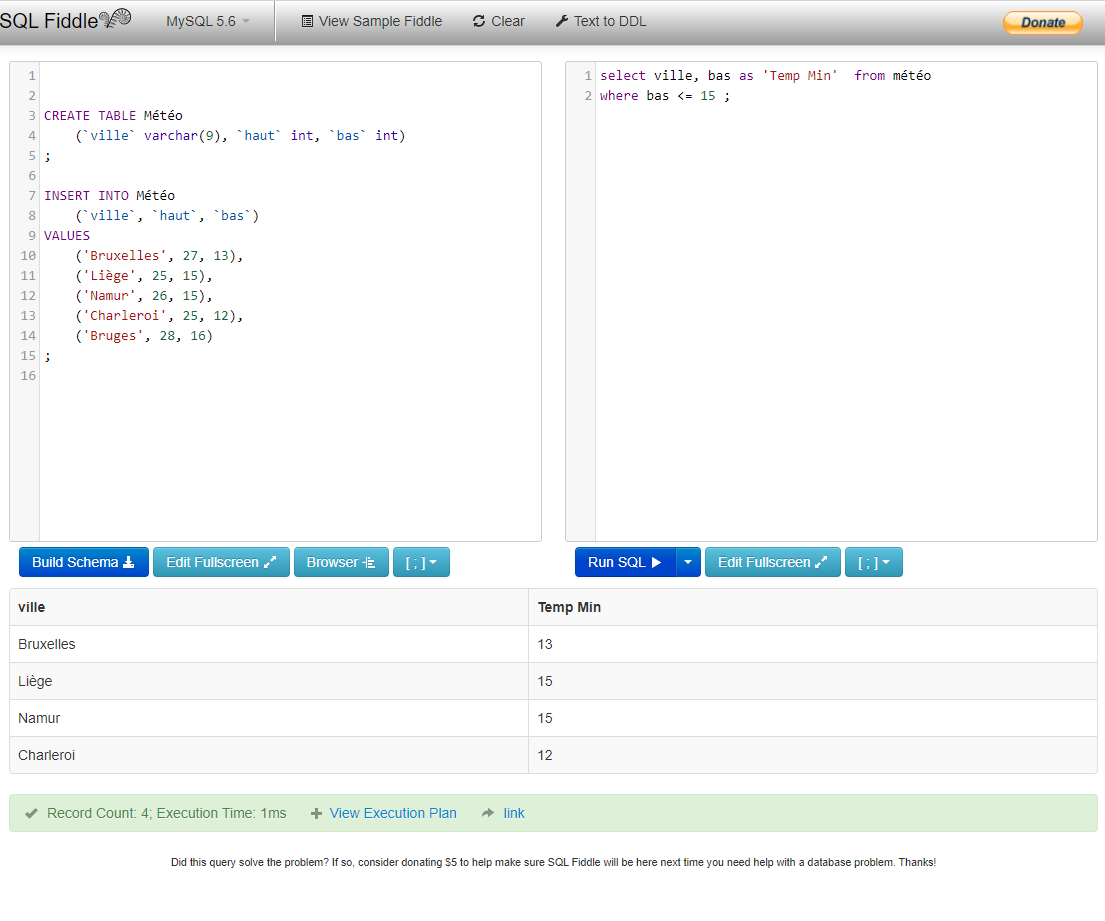 SQL Fiddle MySQL 5.6 View Sample Fiddle Clear Text to DDL Donate
1
2
3 CREATE TABLE Météo
4 (`ville` varchar(9), `haut` int, `bas` int)
5 ;
6
7 INSERT INTO Météo
8 (`ville`, `haut`, `bas`)
9 VALUES
10 ('Bruxelles', 27, 13),
11 ('Liège', 25, 15),
12 ('Namur', 26, 15),
13 ('Charleroi', 25, 12),
14 ('Bruges', 28, 16)
15 ;
16
1 select ville, bas as 'Temp Min'  from météo
2 where bas <= 15 ;
Build Schema Edit Fullscreen Browser [ ; ] Run SQL Edit Fullscreen [ ; ]
ville Temp Min
Bruxelles 13
Liège 15
Namur 15
Charleroi 12
Record Count: 4; Execution Time: 1ms View Execution Plan link
Did this query solve the problem? If so, consider donating $5 to help make sure SQL Fiddle will be here next time you need help with a database problem. Thanks!